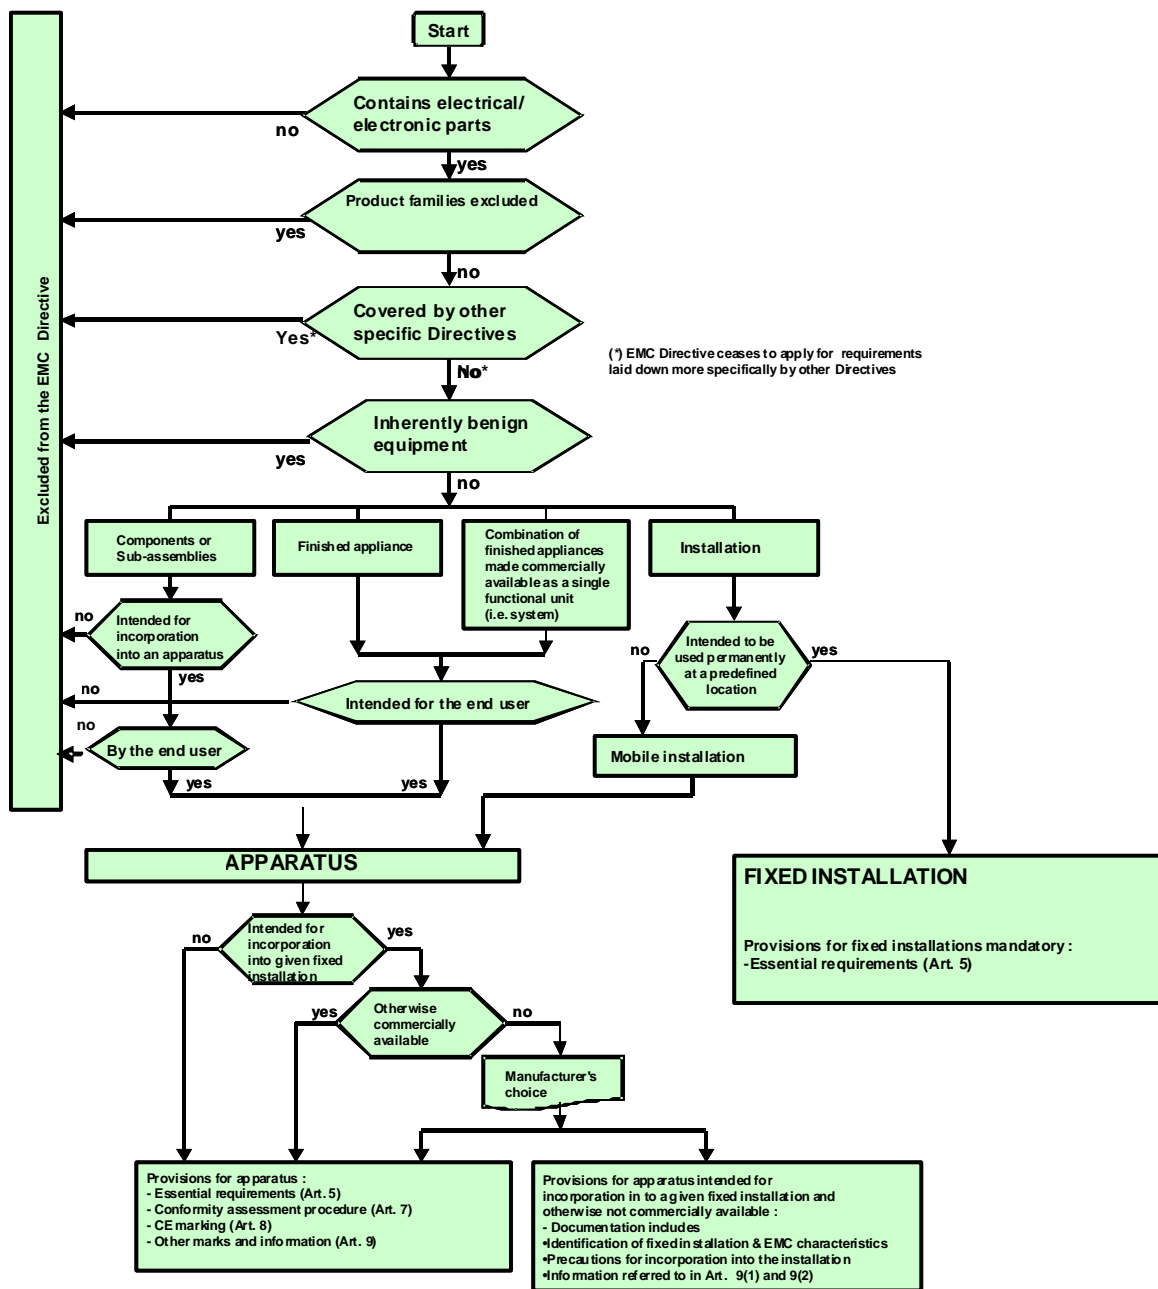 Start
Contains electrical/
electronic parts
no
yes
Product families excluded
yes
no
Covered by other
specific Directives
Yes*
No*
(*) EMC Directive ceases to apply for requirements
laid down more specifically by other Directives
Inherently benign
equipment
yes
no
Excluded from the EMC Directive
Components or
Sub-assemblies
Finished appliance
Combination of
finished appliances
made commercially
available as a single
functional unit
(i.e. system)
Installation
no
Intended for
incorporation
into an apparatus
yes
no
Intended to be
used permanently
at a predefined
location
yes
no
Intended for the end user
no
By the end user
yes
yes
Mobile installation
APPARATUS
FIXED INSTALLATION
Provisions for fixed installations mandatory :
-Essential requirements (Art. 5)
no
Intended for
incorporation
into given fixed
installation
yes
yes
Otherwise
commercially
available
no
Manufacturer's
choice
Provisions for apparatus :
- Essential requirements (Art. 5)
- Conformity assessment procedure (Art. 7)
- CE marking (Art. 8)
- Other marks and information (Art. 9)
Provisions for apparatus intended for
incorporation in to a given fixed installation and
otherwise not commercially available :
- Documentation includes
•Identification of fixed installation & EMC characteristics
•Precautions for incorporation into the installation
•Information referred to in Art. 9(1) and 9(2)